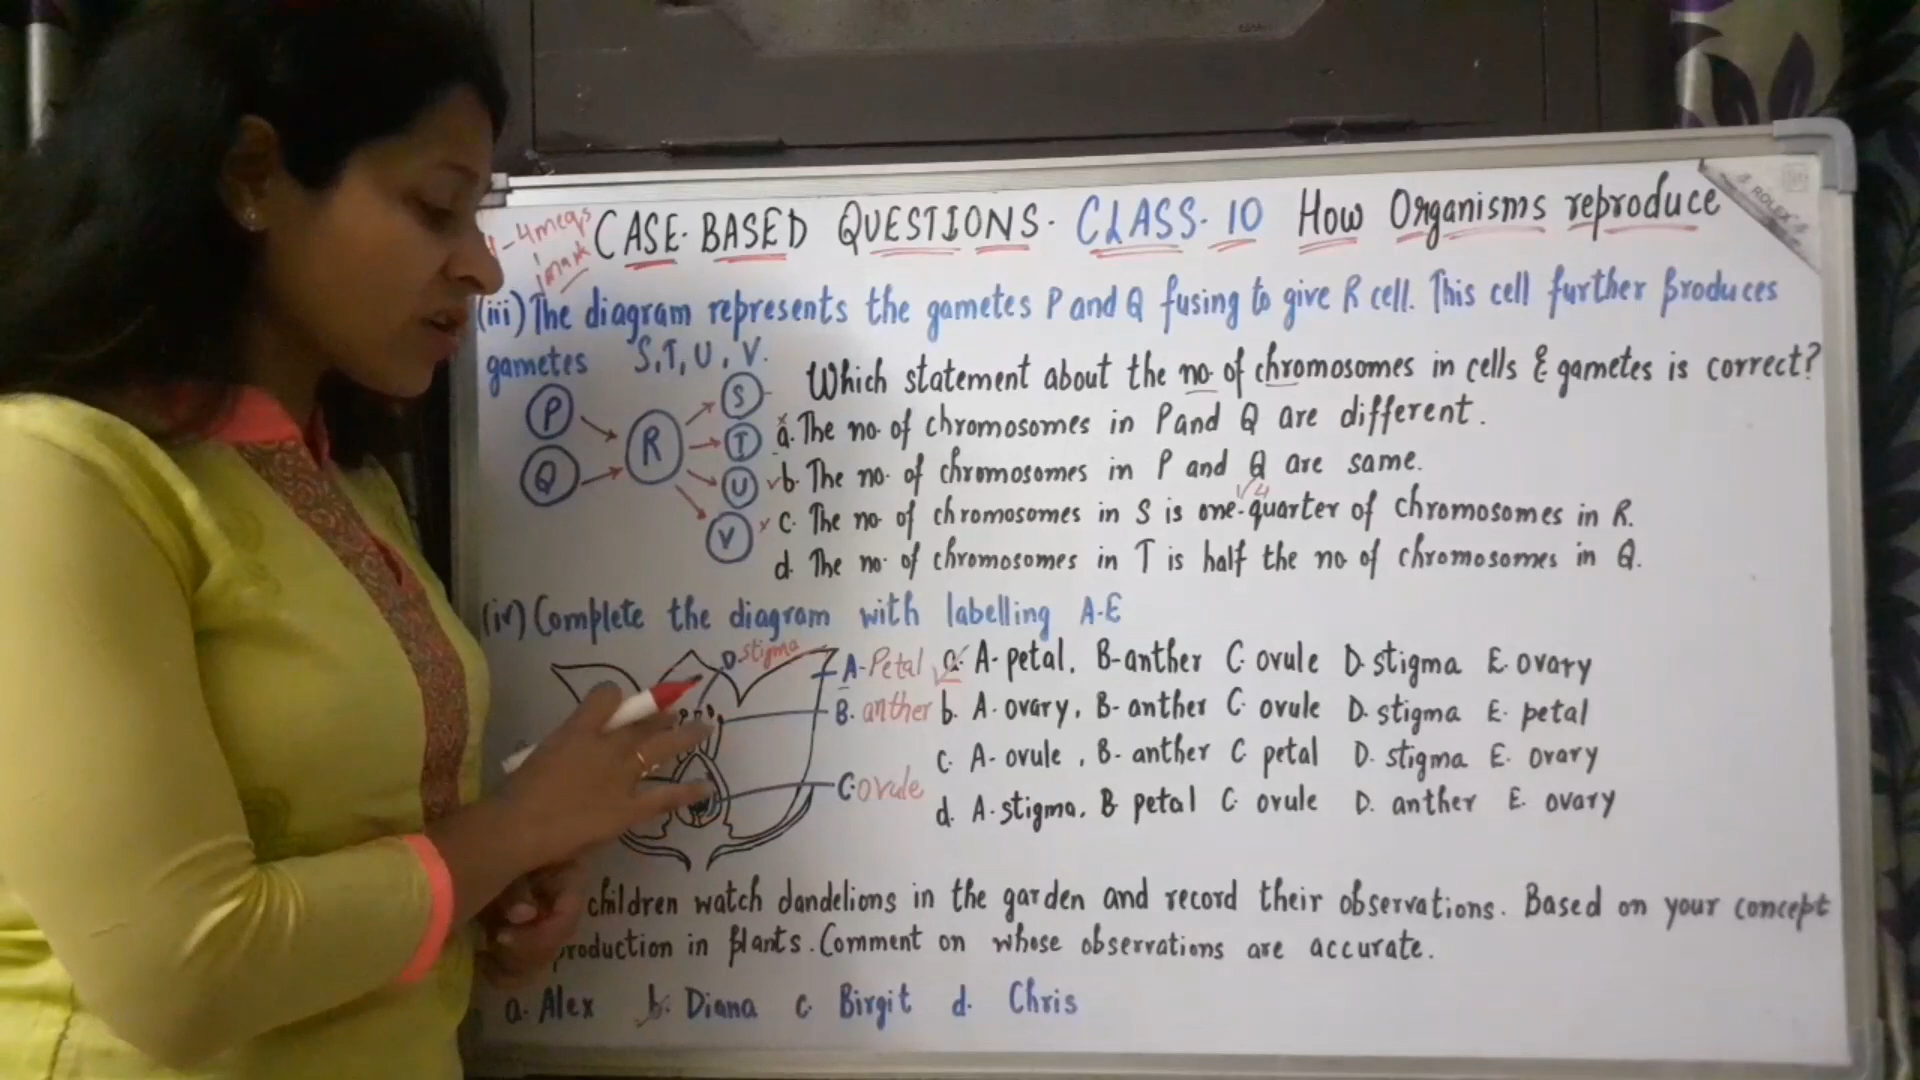 4-4mcqs
1mark
CASE-BASED QUESTIONS- CLASS-10 How Organisms reproduce
ROLEX
(iii) The diagram represents the gametes P and Q fusing to give R cell. This cell further produces
gametes S,T,U,V.
Which statement about the no of chromosomes in cells & gametes is correct?
P Q R S T U V
a. The no. of chromosomes in P and Q are different.
b. The no. of chromosomes in P and Q are same.
1/4
c. The no of chromosomes in S is one-quarter of chromosomes in R.
d. The no. of chromosomes in T is half the no of chromosomes in Q.
(iv) Complete the diagram with labelling A-E
D-stigma
A-Petal
B. anther
C-ovule
a. A-petal, B-anther C ovule D. stigma E. ovary
b. A-ovary, B-anther C ovule D. stigma E. petal
c. A-ovule, B-anther C petal D. stigma E. ovary
d. A-stigma, B petal C ovule D. anther E. ovary
children watch dandelions in the garden and record their observations. Based on your concept
production in plants. Comment on whose observations are accurate.
a. Alex b. Diana c. Birgit d. Chris